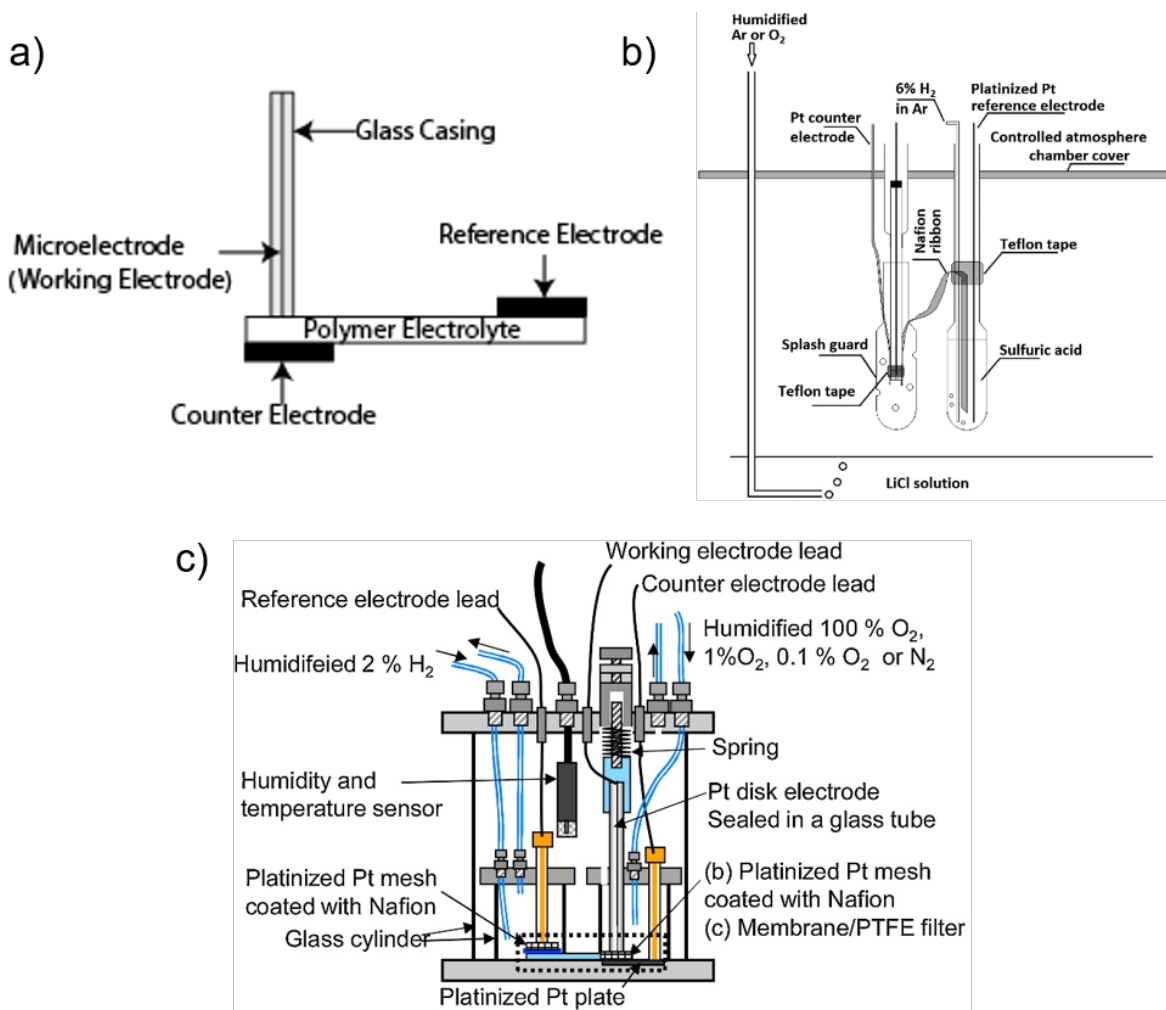 a)
Glass Casing
Microelectrode
(Working Electrode)
Reference Electrode
Polymer Electrolyte
Counter Electrode
b)
Humidified
Ar or O2
6% H2
in Ar
Platinized Pt
reference electrode
Pt counter
electrode
Controlled atmosphere
chamber cover
Nafion
ribbon
Teflon tape
Splash guard
Sulfuric acid
Teflon tape
LiCl solution
c)
Working electrode lead
Counter electrode lead
Reference electrode lead
Humidifeied 2 % H2
Humidified 100 % O2,
1%O2, 0.1 % O2 or N2
Spring
Humidity and
temperature sensor
Pt disk electrode
Sealed in a glass tube
Platinized Pt mesh
coated with Nafion
(b) Platinized Pt mesh
coated with Nafion
(c) Membrane/PTFE filter
Glass cylinder
Platinized Pt plate